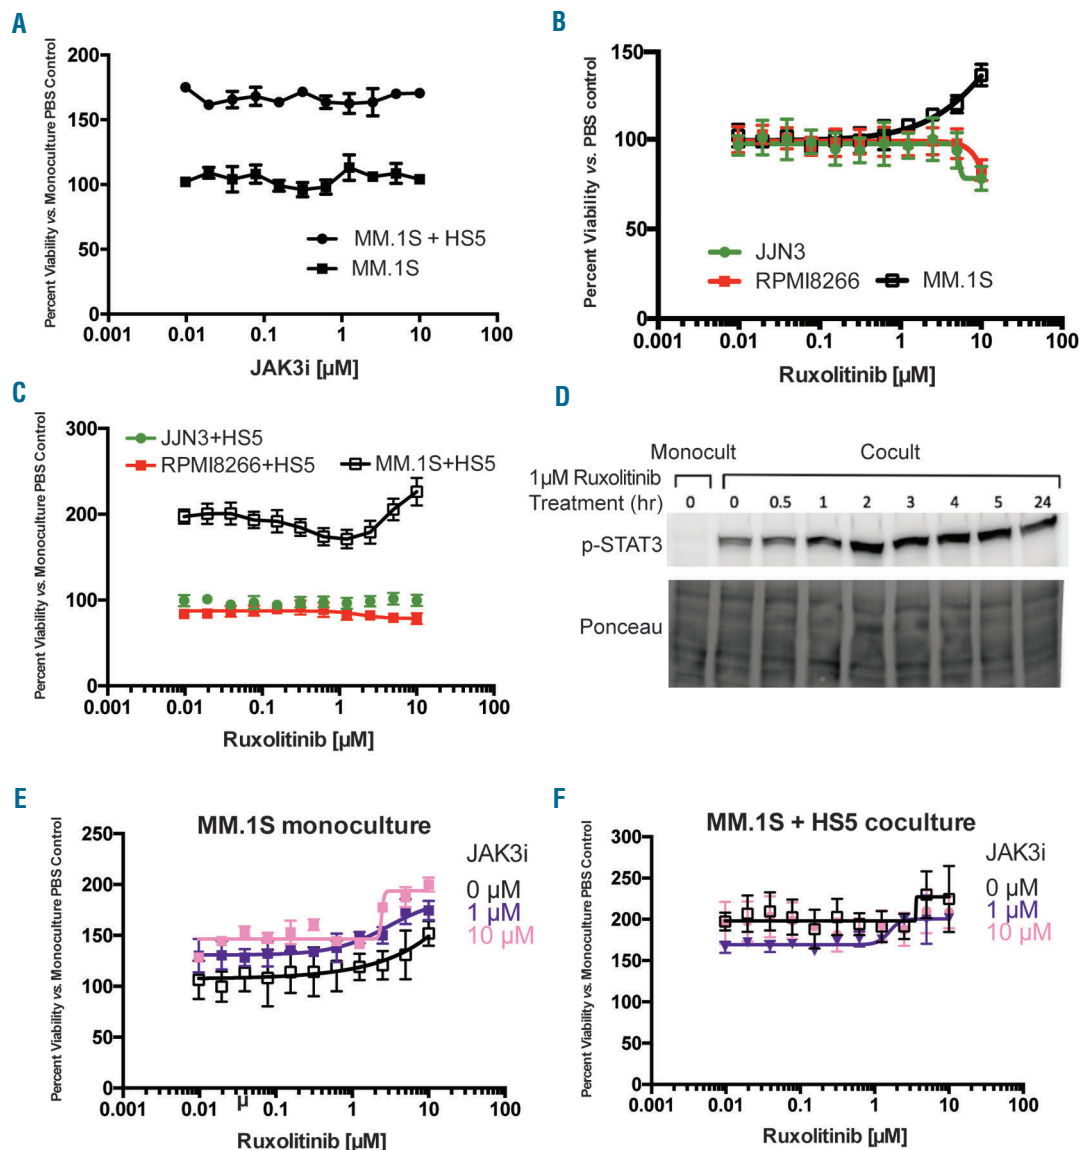 A
Percent Viability vs. Monoculture PBS Control
200
150
100
50
0
MM.1S + HS5
MM.1S
0.001 0.01 0.1 1 10 100
JAK3i [µM]
B
Percent Viability vs. PBS control
150
100
50
0
JJN3
RPMI8266
MM.1S
0.001 0.01 0.1 1 10 100
Ruxolitinib [µM]
C
Percent Viability vs. Monoculture PBS Control
300
200
100
0
JJN3+HS5
RPMI8266+HS5
MM.1S+HS5
0.001 0.01 0.1 1 10 100
Ruxolitinib [µM]
D
Monocult Cocult
1µM Ruxolitinib
Treatment (hr) 0 0 0.5 1 2 3 4 5 24
p-STAT3
Ponceau
E
MM.1S monoculture
Percent Viability vs. Monoculture PBS Control
250
200
150
100
50
0
JAK3i
0 µM
1 µM
10 µM
0.001 0.01 0.1 1 10 100
µ
Ruxolitinib [µM]
F
MM.1S + HS5 coculture
Percent Viability vs. Monoculture PBS Control
300
250
200
150
100
50
0
JAK3i
0 µM
1 µM
10 µM
0.001 0.01 0.1 1 10 100
Ruxolitinib [µM]